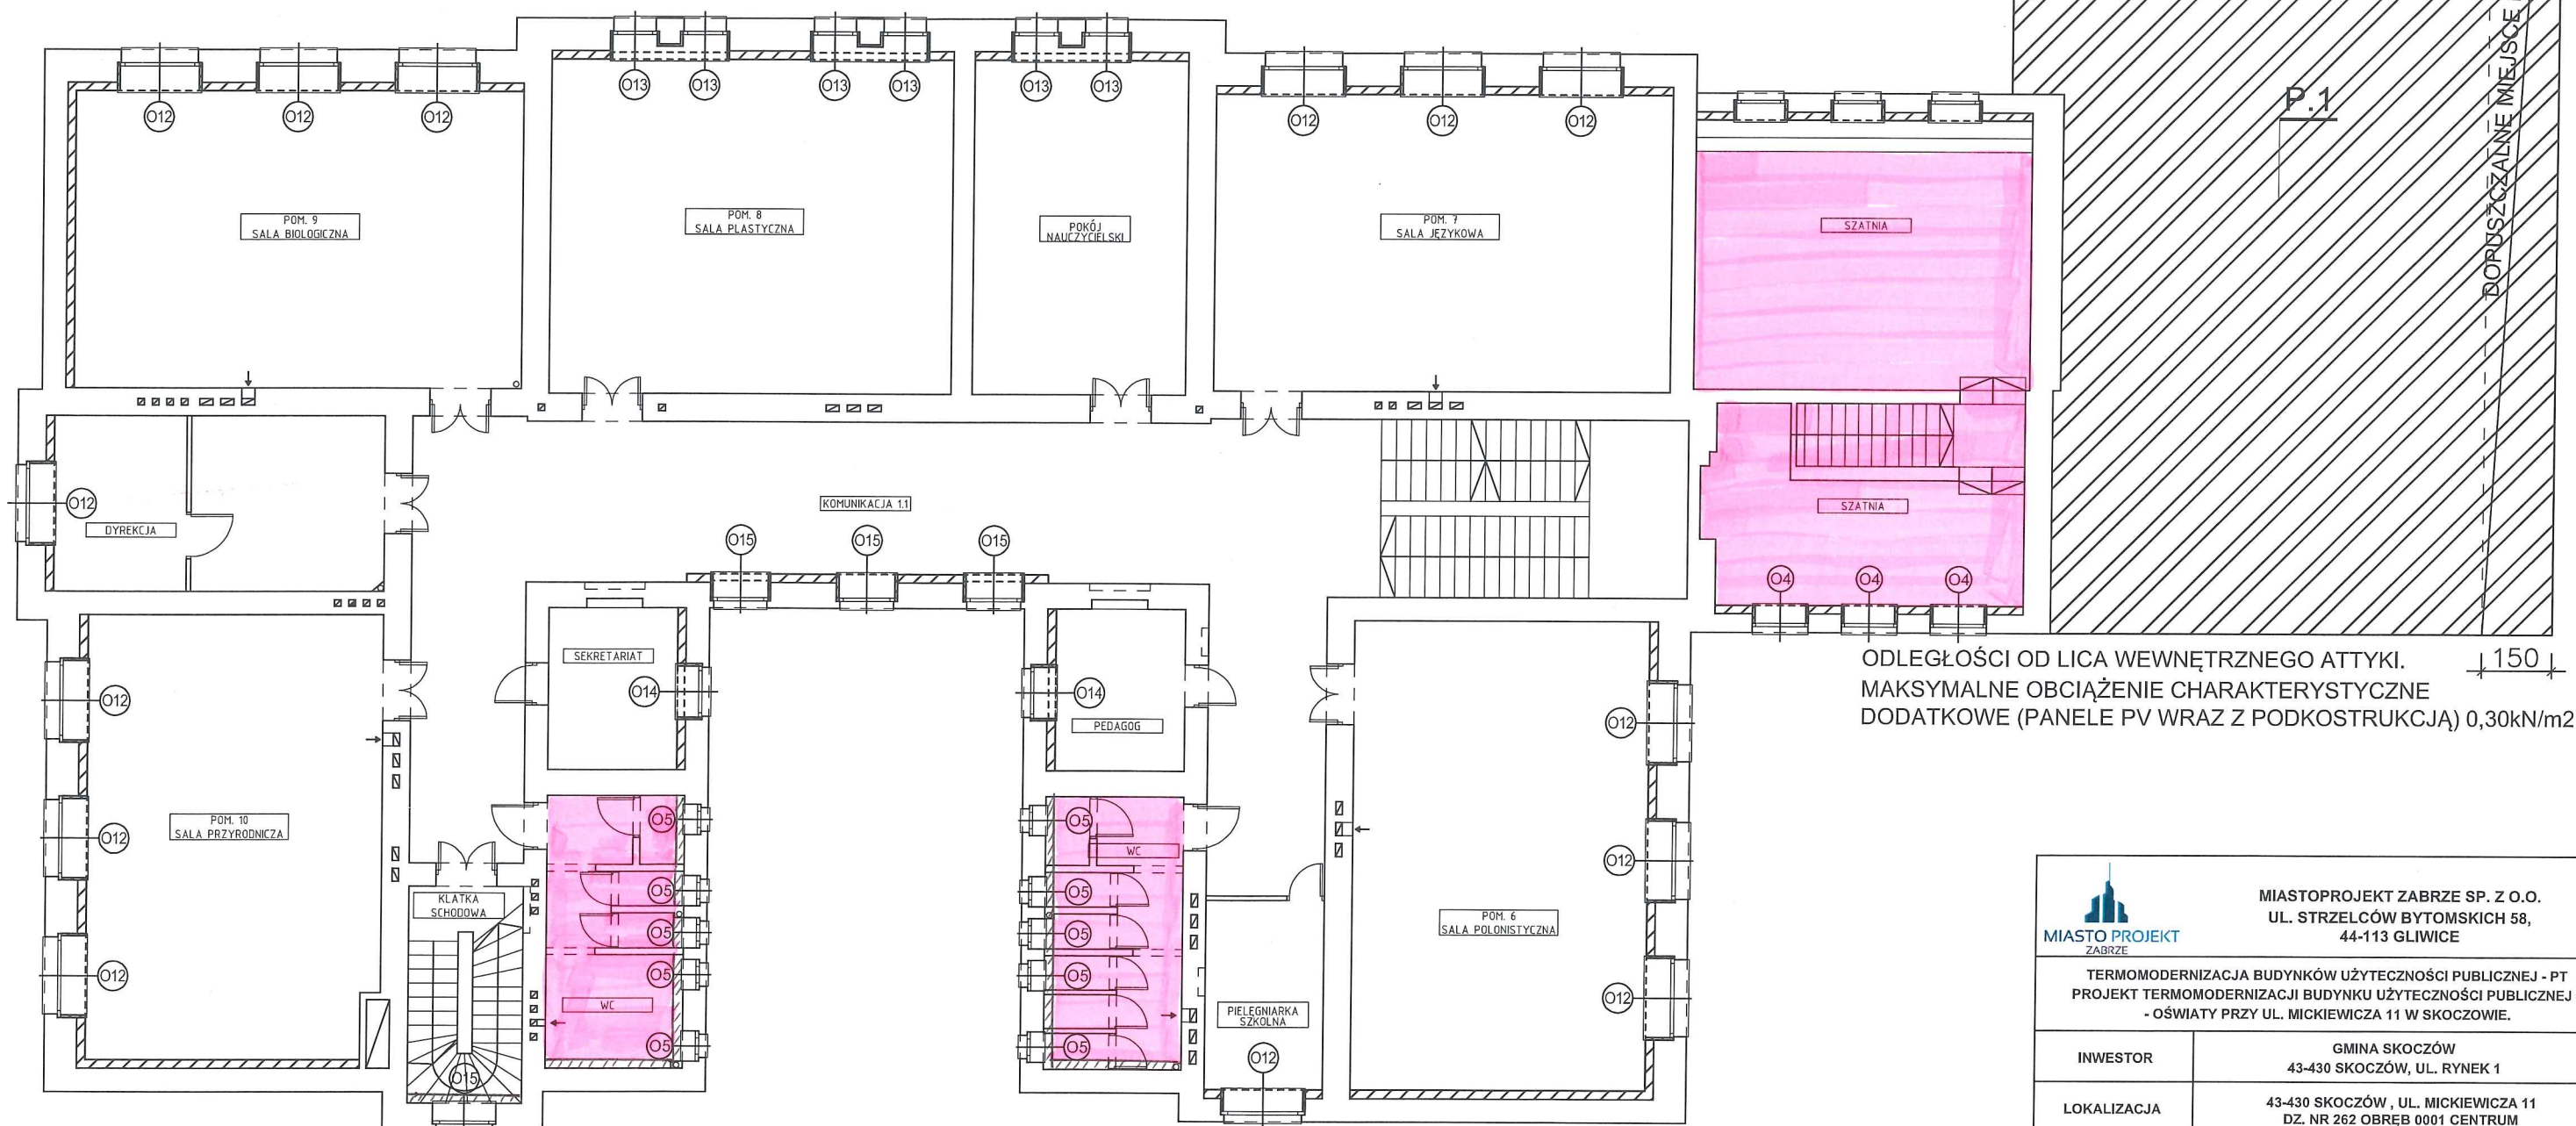 O13
O13
O13
O13
O13
O13
O12
O12
O12
O12
O12
O12
P.1
DOPUSZCZALNE MIEJSCE
POM. 9
SALA BIOLOGICZNA
POM. 8
SALA PLASTYCZNA
POKÓJ
NAUCZYCIELSKI
POM. 7
SALA JĘZYKOWA
SZATNIA
O12
DYREKCJA
KOMUNIKACJA 1.1
SZATNIA
O15
O15
O15
O4
O4
O4
SEKRETARIAT
O14
O14
PEDAGOG
ODLEGŁOŚCI OD LICA WEWNĘTRZNEGO ATTYKI.
150
MAKSYMALNE OBCIĄŻENIE CHARAKTERYSTYCZNE
DODATKOWE (PANELE PV WRAZ Z PODKOSTRUKCJĄ) 0,30kN/m2
O12
O12
O12
POM. 10
SALA PRZYRODNICZA
O12
O12
O12
O5
O5
O5
O5
O5
WC
O5
O5
O5
O5
O5
WC
KLATKA
SCHODOWA
O15
POM. 6
SALA POLONISTYCZNA
PIELĘGNIARKA
SZKOLNA
O12
MIASTO PROJEKT
ZABRZE
MIASTOPROJEKT ZABRZE SP. Z O.O.
UL. STRZELCÓW BYTOMSKICH 58,
44-113 GLIWICE
TERMOMODERNIZACJA BUDYNKÓW UŻYTECZNOŚCI PUBLICZNEJ - PT
PROJEKT TERMOMODERNIZACJI BUDYNKU UŻYTECZNOŚCI PUBLICZNEJ
- OŚWIATY PRZY UL. MICKIEWICZA 11 W SKOCZOWIE.
INWESTOR
GMINA SKOCZÓW
43-430 SKOCZÓW, UL. RYNEK 1
LOKALIZACJA
43-430 SKOCZÓW , UL. MICKIEWICZA 11
DZ. NR 262 OBRĘB 0001 CENTRUM